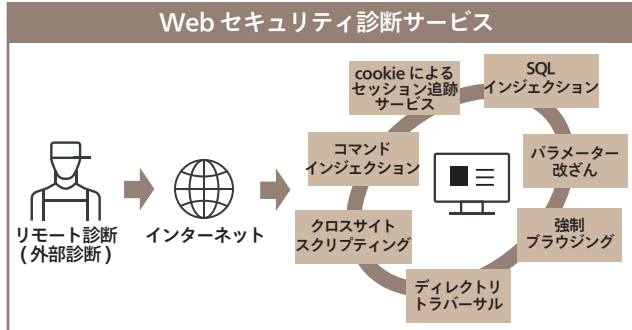 Web セキュリティ診断サービス
cookie による
セッション追跡
サービス
SQL
インジェクション
コマンド
インジェクション
パラメーター
改ざん
リモート診断
( 外部診断 )
インターネット
クロスサイト
スクリプティング
強制
ブラウジング
ディレクトリ
トラバーサル